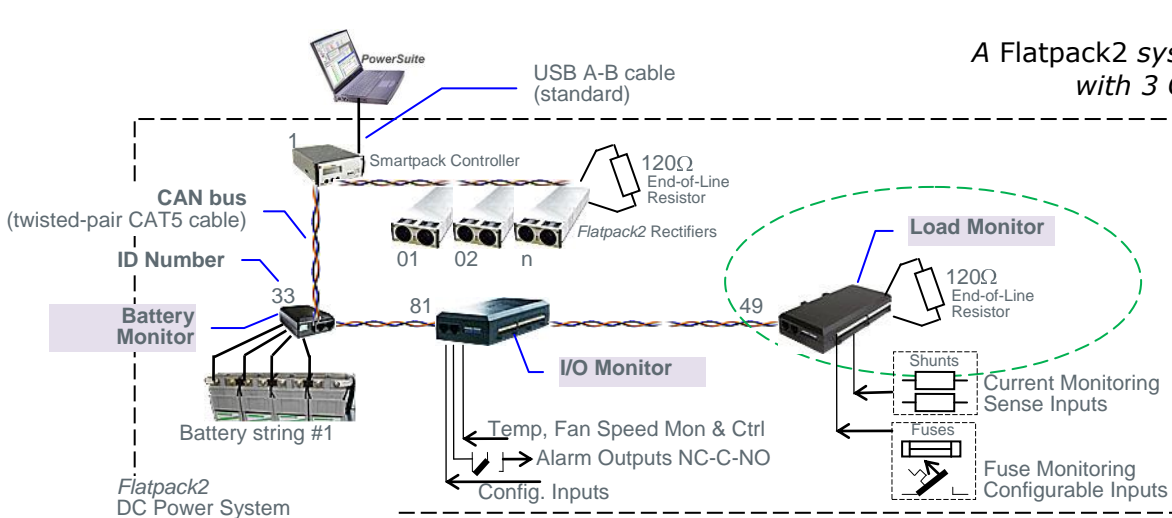 A Flatpack2 sys
with 3
PowerSuite
USB A-B cable
(standard)
1
Smartpack Controller
120Ω
End-of-Line
Resistor
CAN bus
(twisted-pair CAT5 cable)
Flatpack2 Rectifiers
01 02 n
Load Monitor
ID Number
120Ω
End-of-Line
Resistor
33
81
49
Battery
Monitor
I/O Monitor
Shunts
Current Monitoring
Sense Inputs
Battery string #1
Temp, Fan Speed Mon & Ctrl
Alarm Outputs NC-C-NO
Config. Inputs
Fuses
Fuse Monitoring
Configurable Inputs
Flatpack2
DC Power System